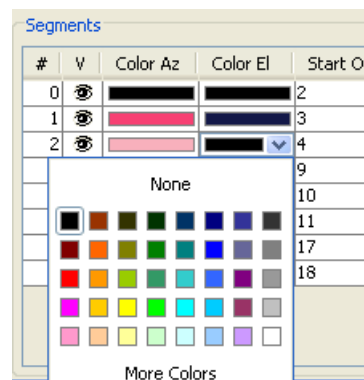 Segments
# V Color Az Color El Start O
0 2
1 3
2 4
9
None
10
11
17
18
More Colors